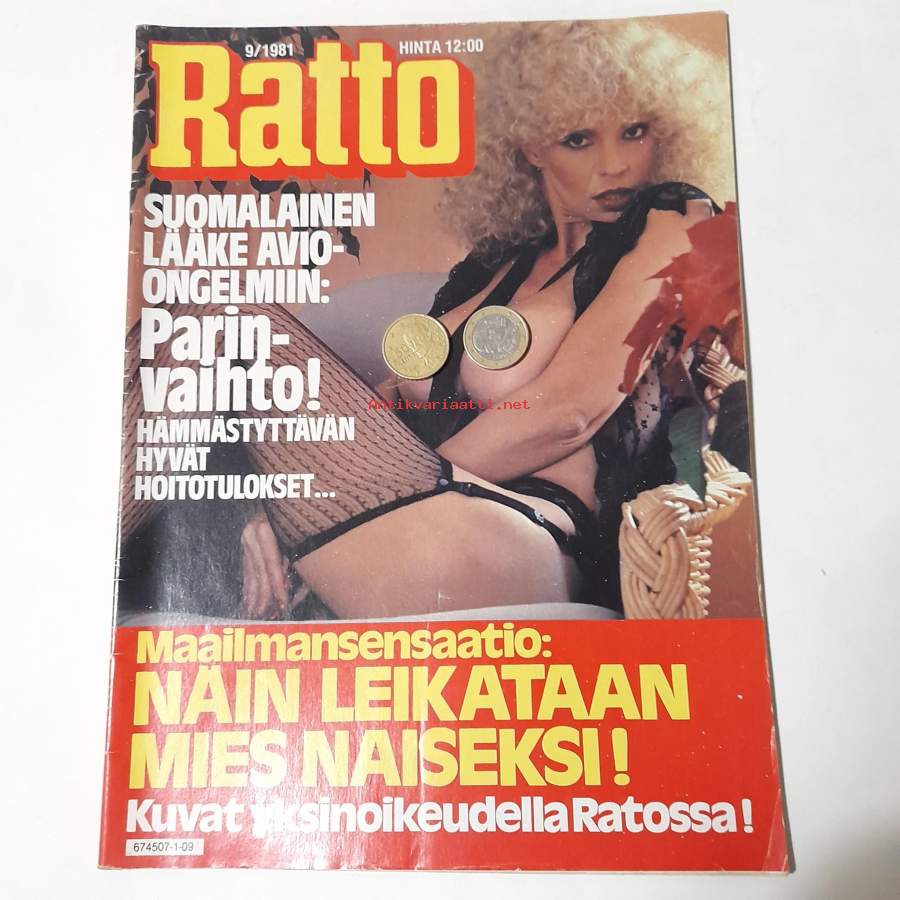 9/1981
HINTA 12:00
Ratto
SUOMALAINEN
LÄÄKE AVIO-
ONGELMIIN:
Parin-
vaihto!
HÄMMÄSTYTTÄVÄN
HYVÄT
HOITOTULOKSET...
Antikvariaatti.net
Maailmansensaatio:
NÄIN LEIKATAAN
MIES NAISEKSI!
Kuvat yksinoikeudella Ratossa!
674507-1-09